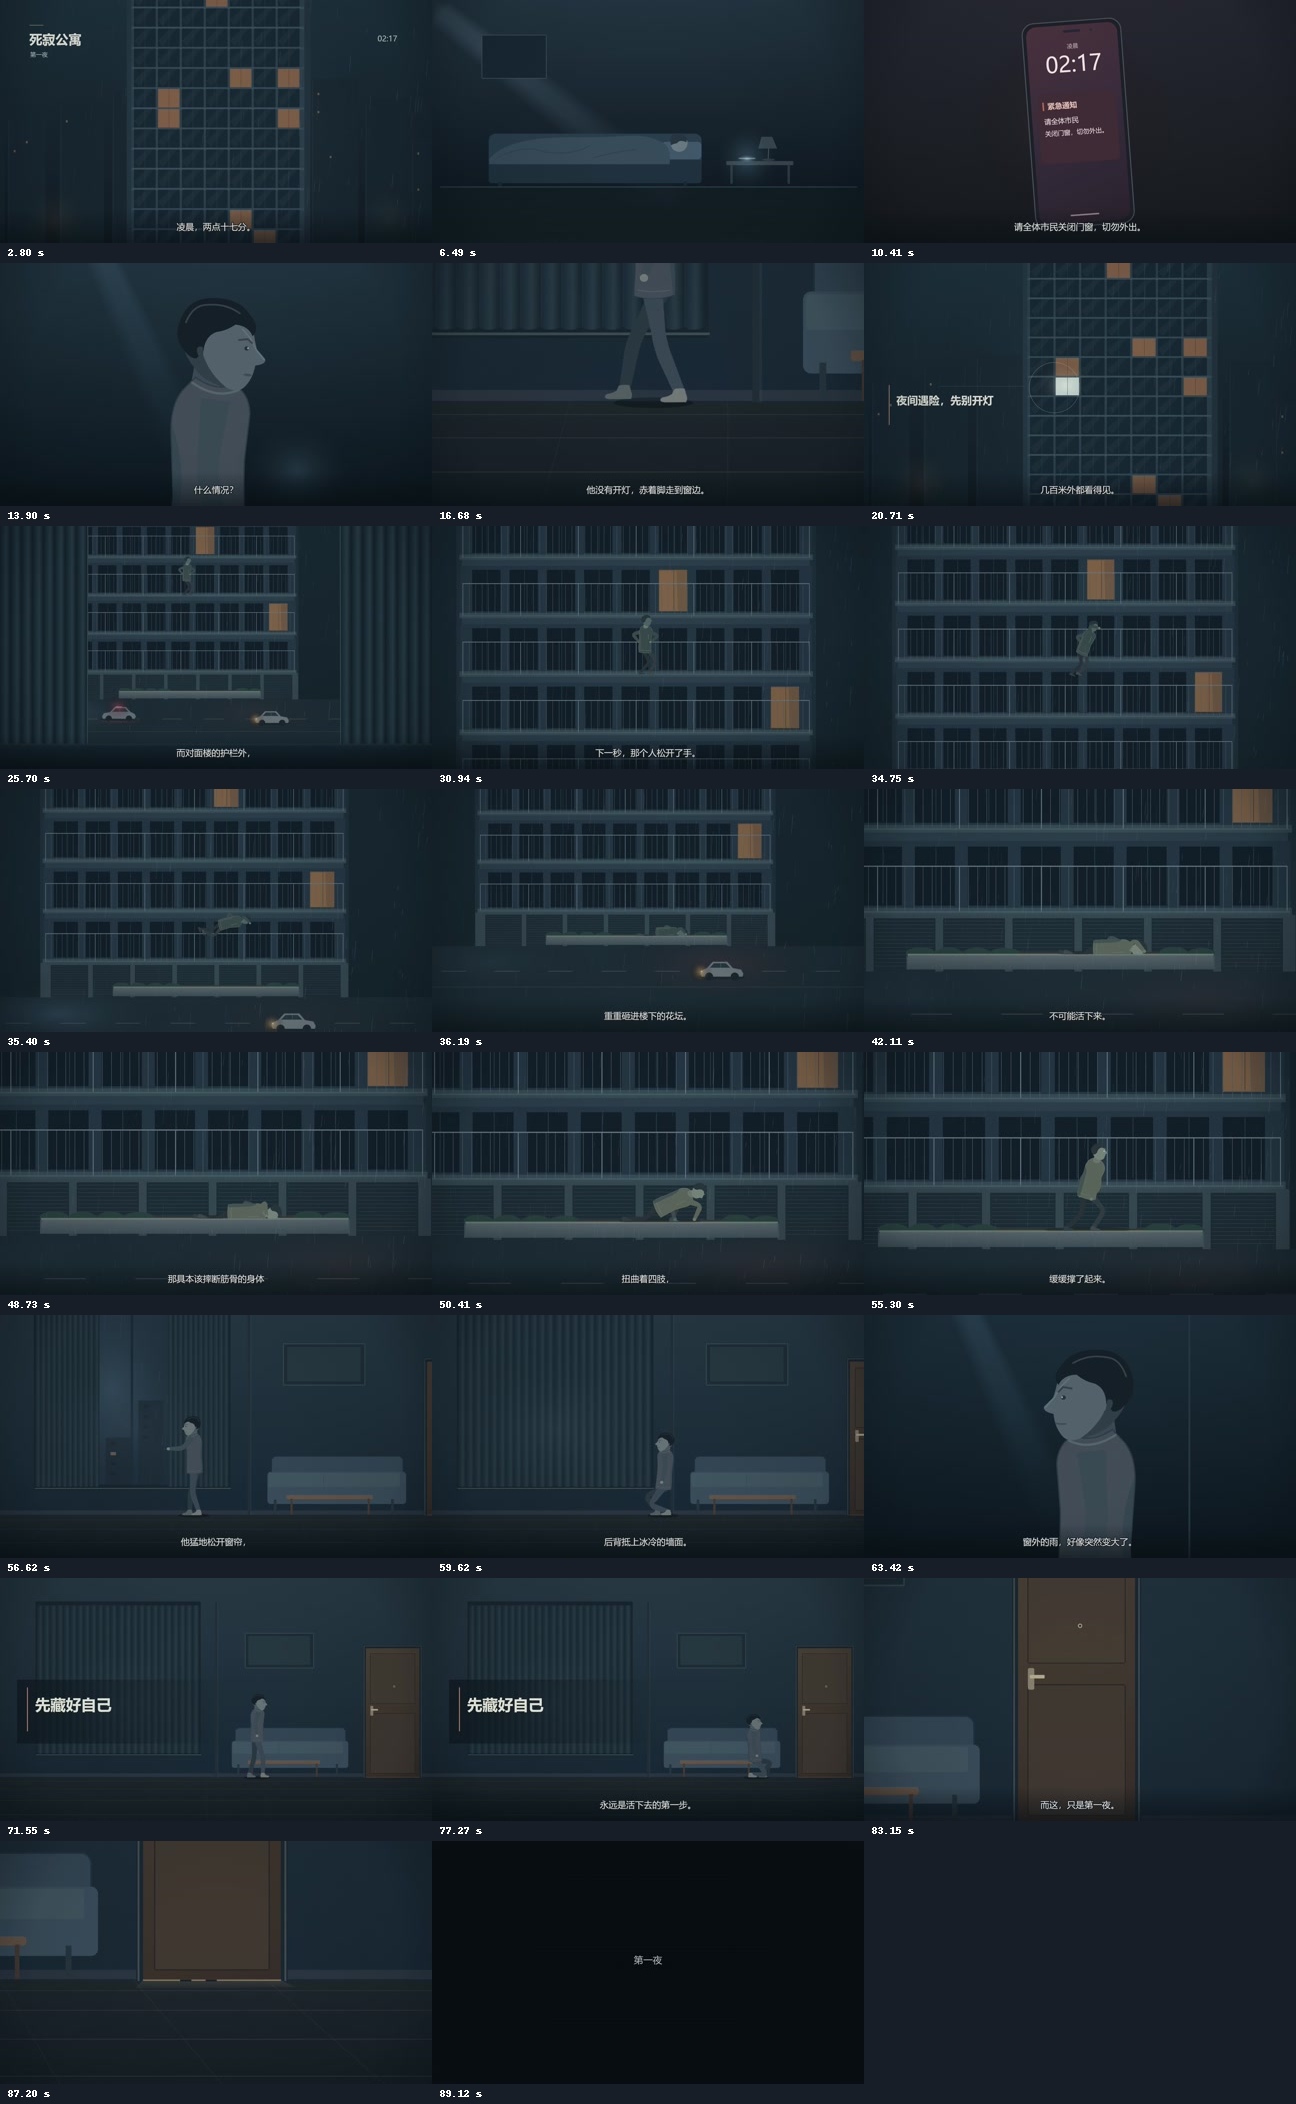 死寂公寓
第一夜
02:17
凌晨，两点十七分。
2.80 s
6.49 s
凌晨
02:17
紧急通知
请全体市民
关闭门窗，切勿外出。
请全体市民关闭门窗，切勿外出。
10.41 s
什么情况？
13.90 s
他没有开灯，赤着脚走到窗边。
16.68 s
夜间遇险，先别开灯
几百米外都看得见。
20.71 s
而对面楼的护栏外，
25.70 s
下一秒，那个人松开了手。
30.94 s
34.75 s
35.40 s
重重砸进楼下的花坛。
36.19 s
不可能活下来。
42.11 s
那具本该摔断筋骨的身体
48.73 s
扭曲着四肢，
50.41 s
缓缓撑了起来。
55.30 s
他猛地松开窗帘，
56.62 s
后背抵上冰冷的墙面。
59.62 s
窗外的雨，好像突然变大了。
63.42 s
先藏好自己
71.55 s
先藏好自己
永远是活下去的第一步。
77.27 s
而这，只是第一夜。
83.15 s
87.20 s
第一夜
89.12 s